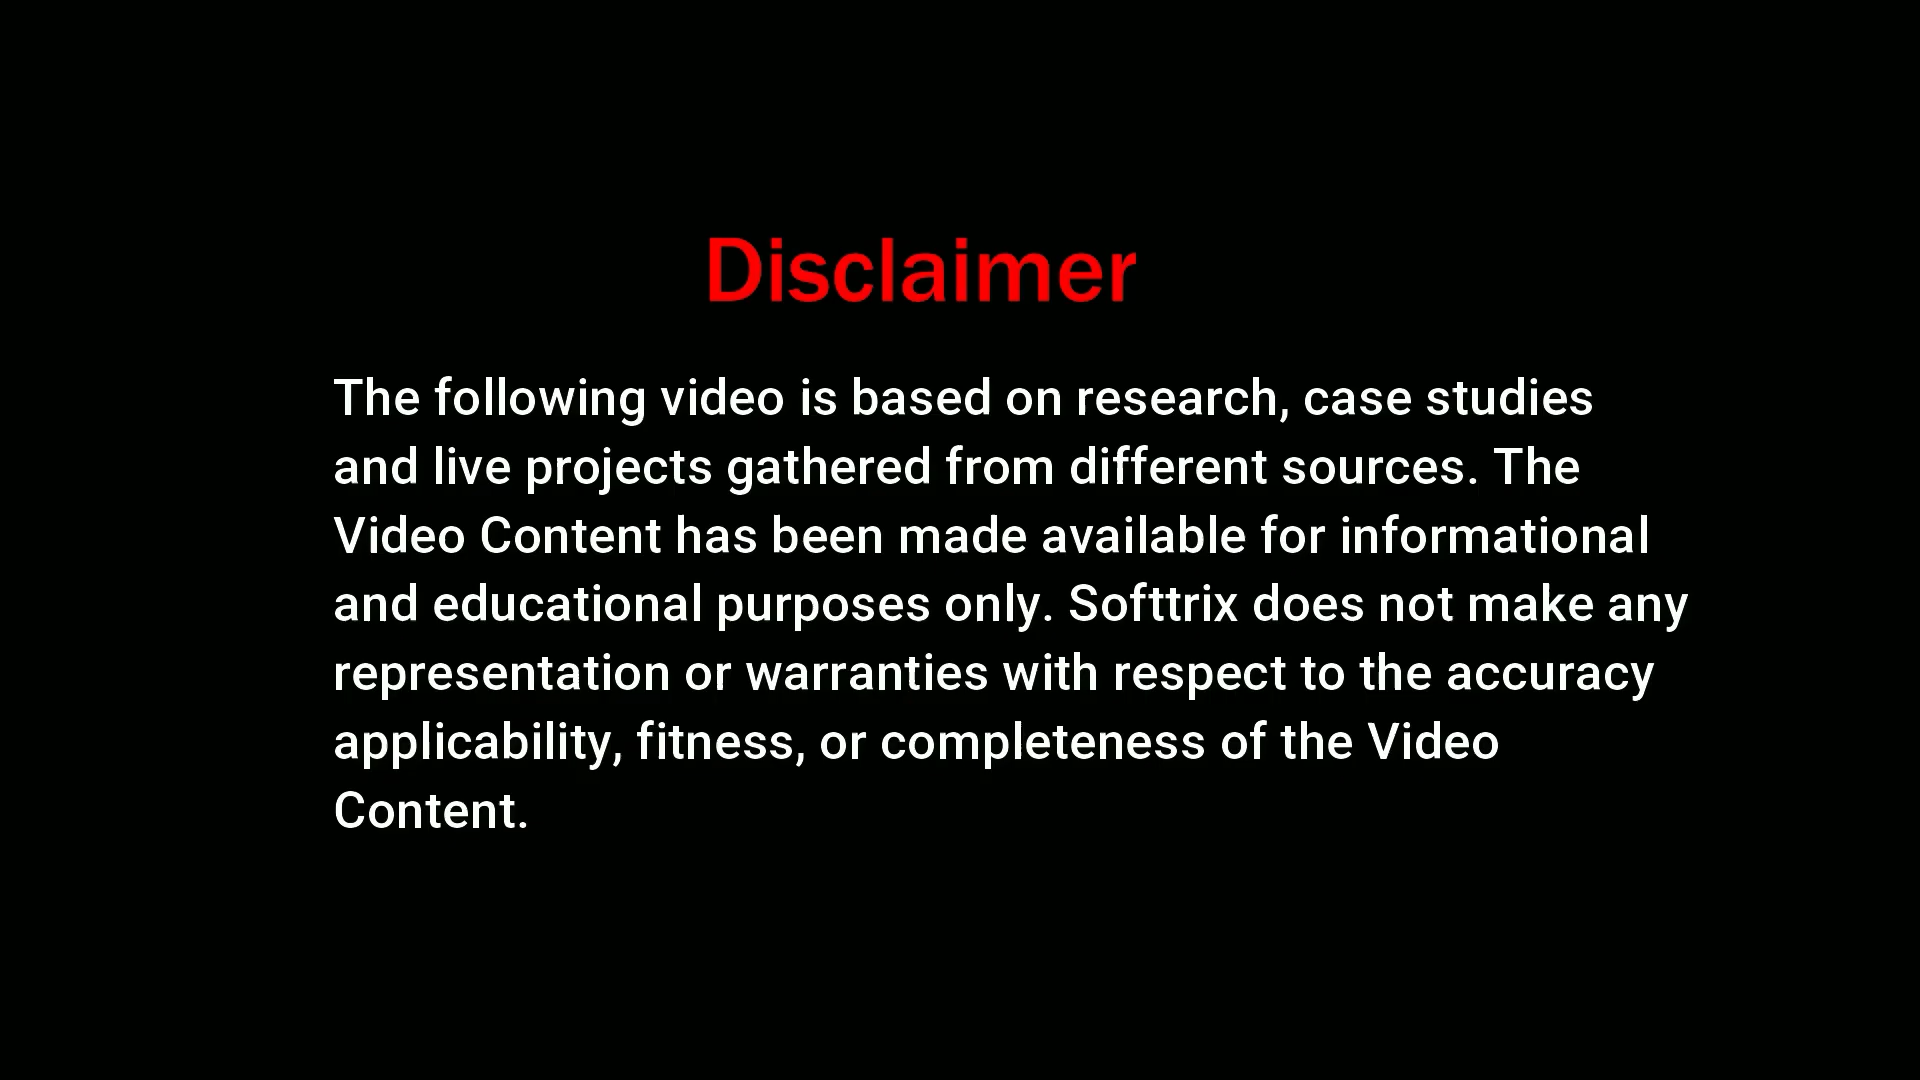 Disclaimer
The following video is based on research, case studies
and live projects gathered from different sources. The
Video Content has been made available for informational
and educational purposes only. Softtrix does not make any
representation or warranties with respect to the accuracy
applicability, fitness, or completeness of the Video
Content.